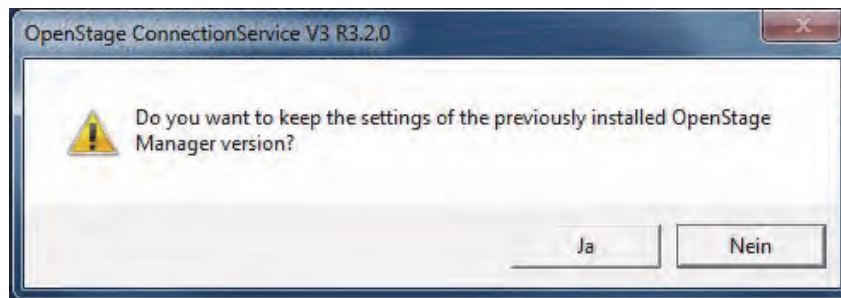 OpenStage ConnectionService V3 R3.2.0
Do you want to keep the settings of the previously installed OpenStage
Manager version?
Ja
Nein